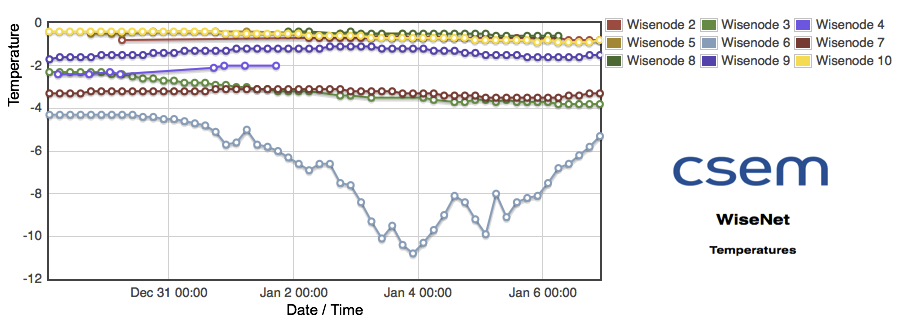 Temperature
0
-2
-4
-6
-8
-10
-12
Dec 31 00:00 Jan 2 00:00 Jan 4 00:00 Jan 6 00:00
Date / Time
Wisenode 2 Wisenode 3 Wisenode 4
Wisenode 5 Wisenode 6 Wisenode 7
Wisenode 8 Wisenode 9 Wisenode 10
csem
WiseNet
Temperatures